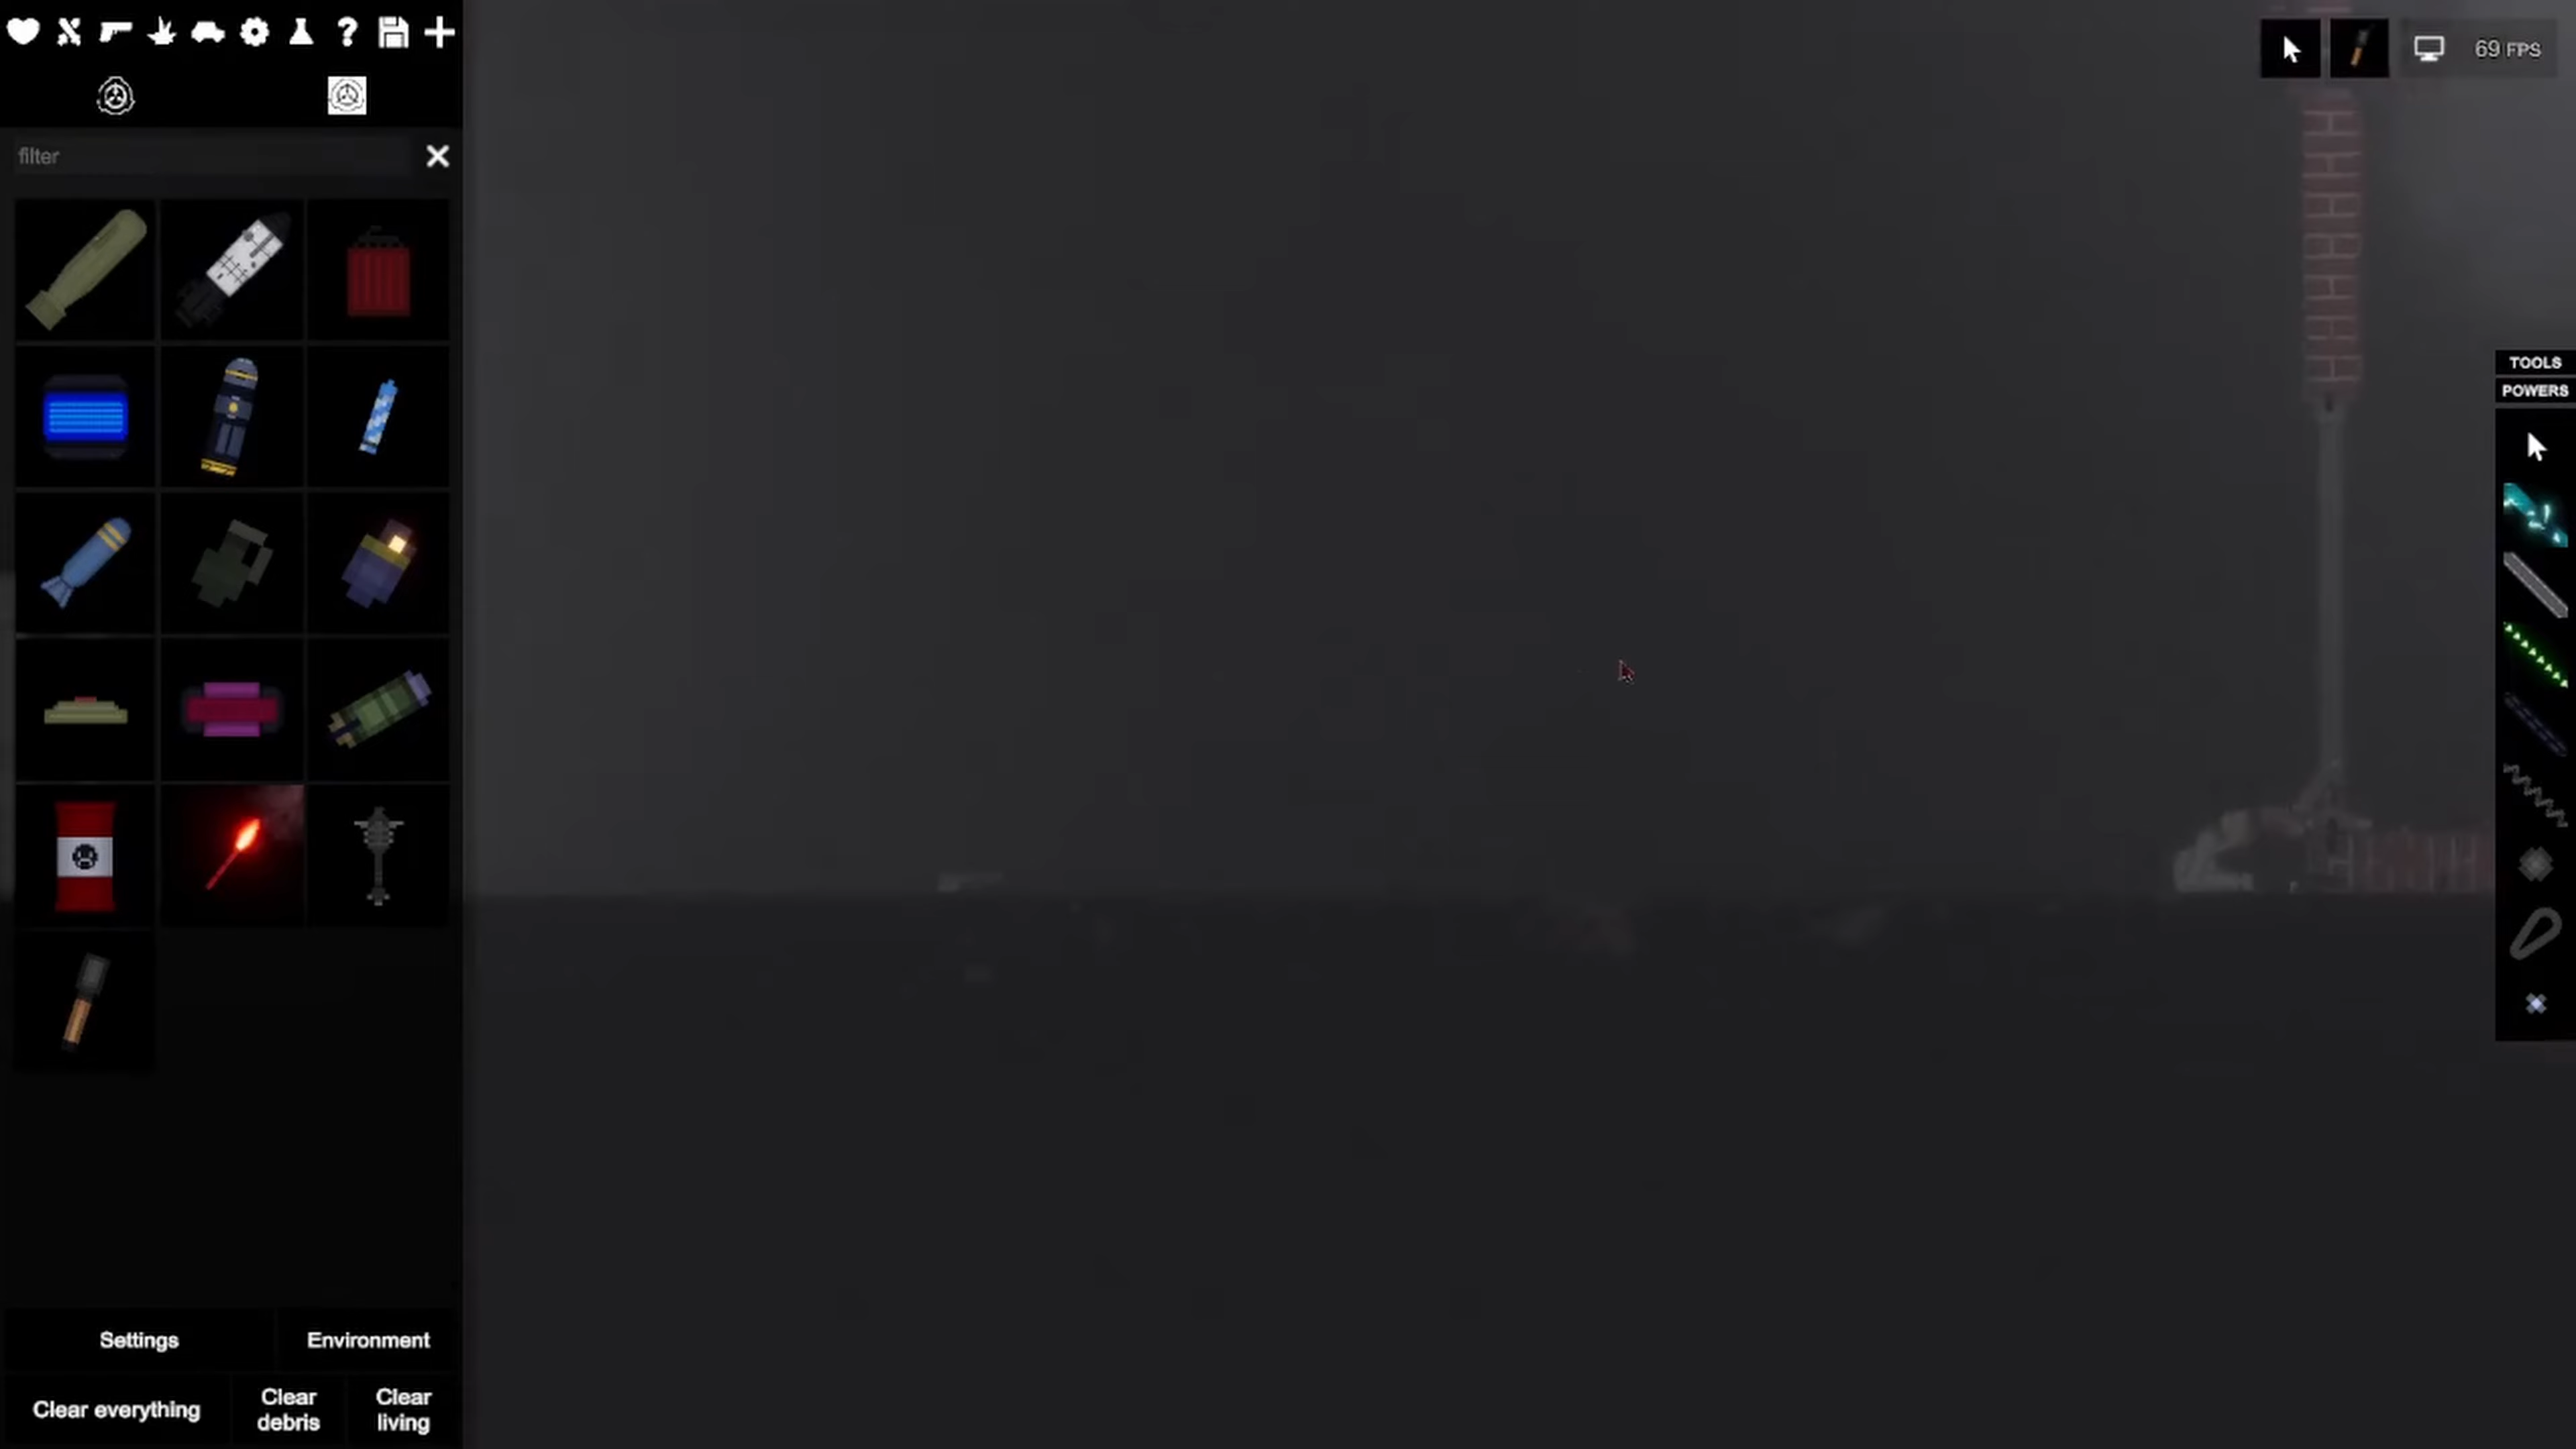 69 FPS
filter
TOOLS
POWERS
Settings
Environment
Clear everything
Clear
debris
Clear
living